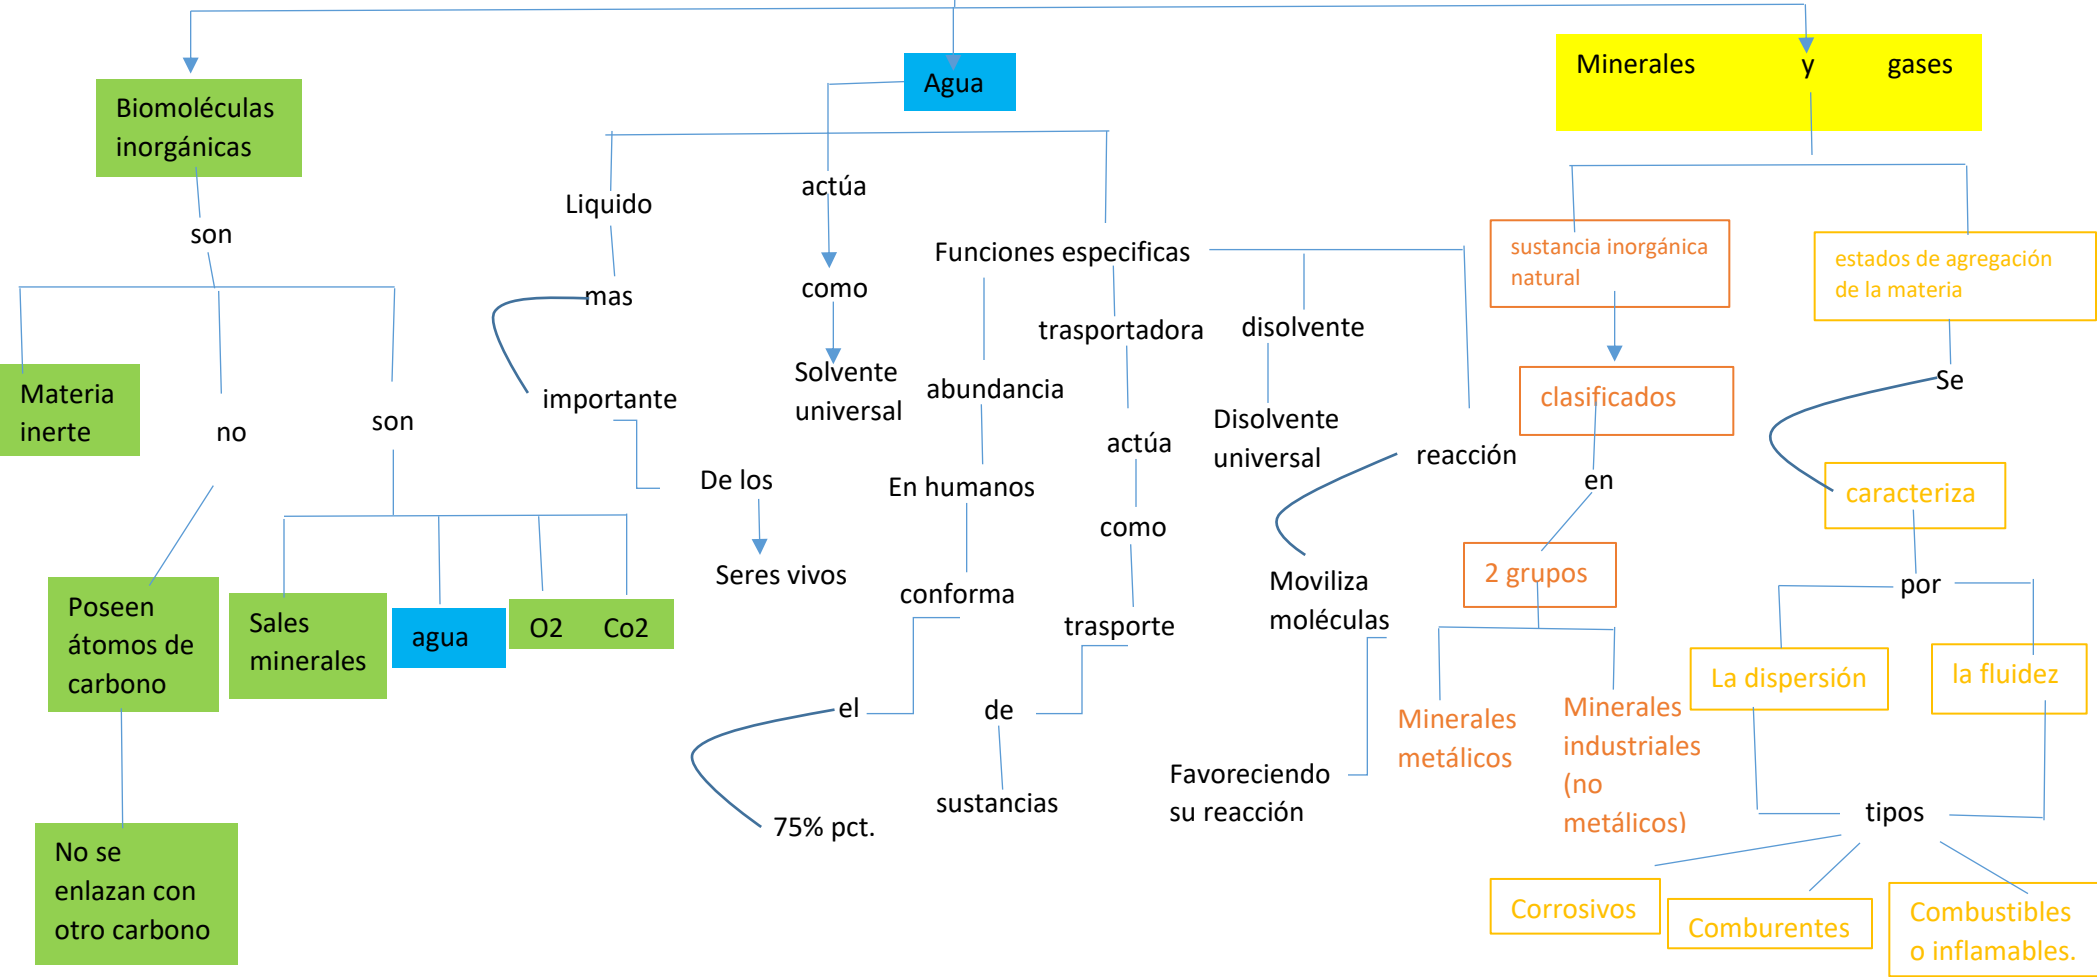 Biomoléculas
inorgánicas
son
Materia
inerte
no
son
Poseen
átomos de
carbono
Sales
minerales
agua
O2 Co2
No se
enlazan con
otro carbono
Agua
Liquido
mas
importante
De los
Seres vivos
actúa
como
Solvente
universal
Funciones especificas
abundancia
En humanos
conforma
el
75% pct.
trasportadora
actúa
como
trasporte
de
sustancias
disolvente
Disolvente
universal
reacción
Moviliza
moléculas
Favoreciendo
su reacción
Minerales y gases
sustancia inorgánica
natural
clasificados
en
2 grupos
Minerales
metálicos
Minerales
industriales
(no
metálicos)
estados de agregación
de la materia
Se
caracteriza
por
La dispersión
la fluidez
tipos
Corrosivos
Comburentes
Combustibles
o inflamables.